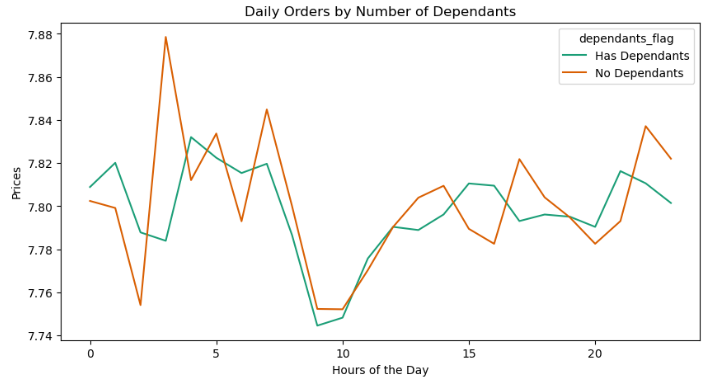 Daily Orders by Number of Dependants
dependants_flag
Has Dependants
No Dependants
7.88
7.86
7.84
7.82
7.80
7.78
7.76
7.74
Prices
0 5 10 15 20
Hours of the Day